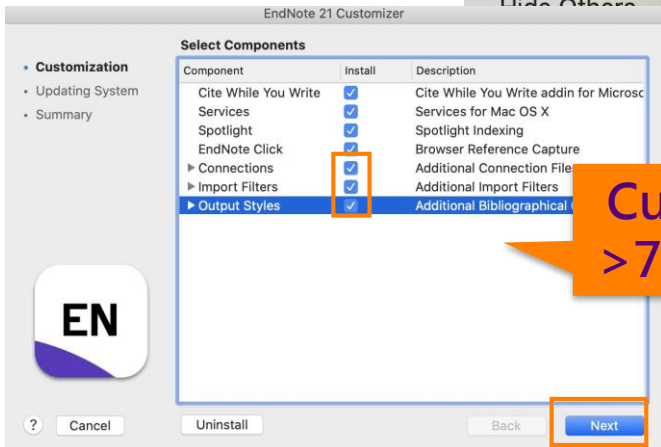 Hide Others
EndNote 21 Customizer
Select Components
• Customization
• Updating System
• Summary
Component Install Description
Cite While You Write Cite While You Write addin for Microsc
Services Services for Mac OS X
Spotlight Spotlight Indexing
EndNote Click Browser Reference Capture
Connections Additional Connection File
Import Filters Additional Import Filters
Output Styles Additional Bibliographical
Cu
>7
EN
? Cancel Uninstall Back Next